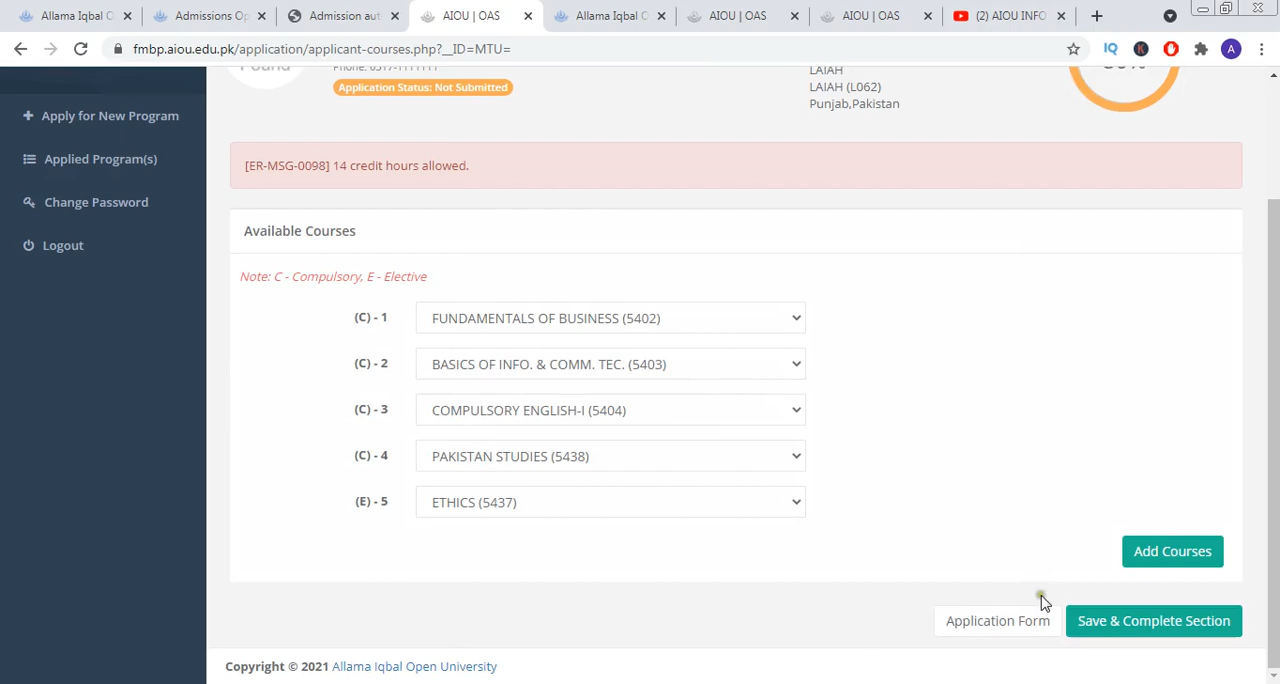 Allama Iqbal O
Admissions Op
Admission aut
AIOU | OAS
Allama Iqbal O
AIOU | OAS
AIOU | OAS
(2) AIOU INFO
fmbp.aiou.edu.pk/application/applicant-courses.php?__ID=MTU=
IQ
K
A
Found
Application Status: Not Submitted
LAIAH
LAIAH (L062)
Punjab,Pakistan
Apply for New Program
Applied Program(s)
Change Password
Logout
[ER-MSG-0098] 14 credit hours allowed.
Available Courses
Note: C - Compulsory, E - Elective
(C) - 1 FUNDAMENTALS OF BUSINESS (5402)
(C) - 2 BASICS OF INFO. & COMM. TEC. (5403)
(C) - 3 COMPULSORY ENGLISH-I (5404)
(C) - 4 PAKISTAN STUDIES (5438)
(E) - 5 ETHICS (5437)
Add Courses
Application Form
Save & Complete Section
Copyright © 2021 Allama Iqbal Open University